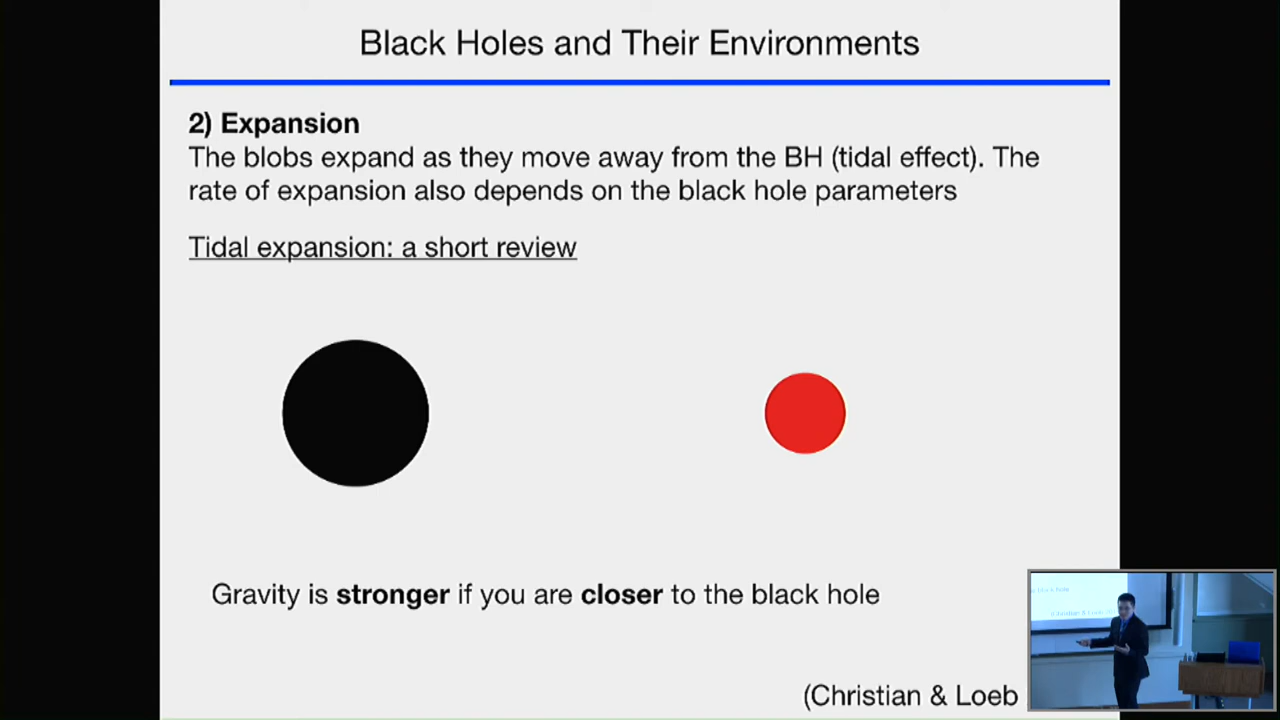 Black Holes and Their Environments
2) Expansion
The blobs expand as they move away from the BH (tidal effect). The
rate of expansion also depends on the black hole parameters
Tidal expansion: a short review
Gravity is stronger if you are closer to the black hole
(Christian & Loeb